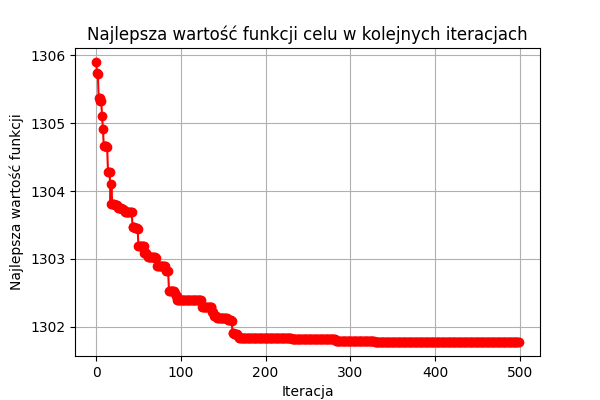 Najlepsza wartość funkcji celu w kolejnych iteracjach
1306
1305
1304
1303
1302
Najlepsza wartość funkcji
0 100 200 300 400 500
Iteracja